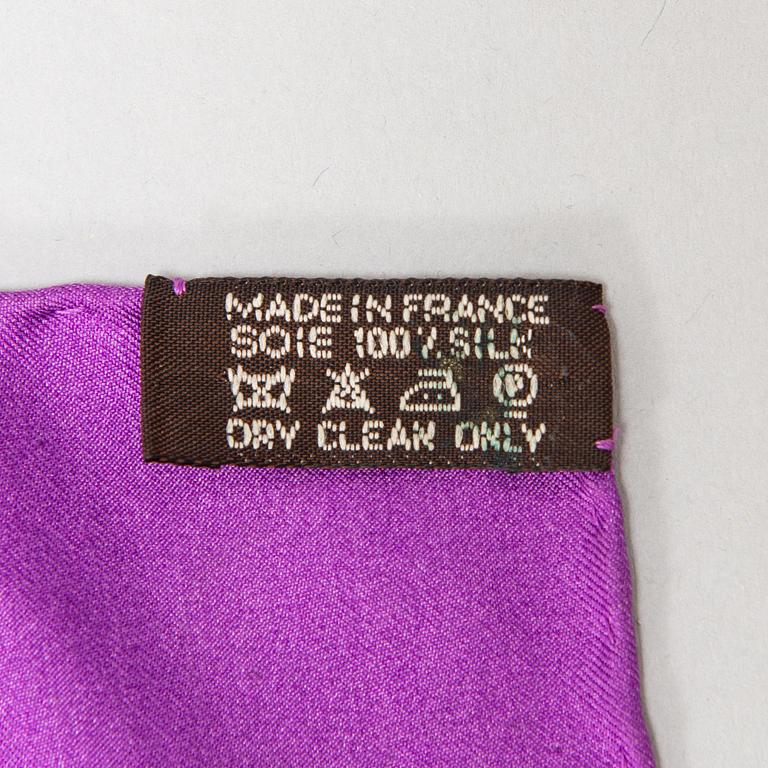 MADE IN FRANCE
SOIE 100% SILK
P
DRY CLEAN ONLY